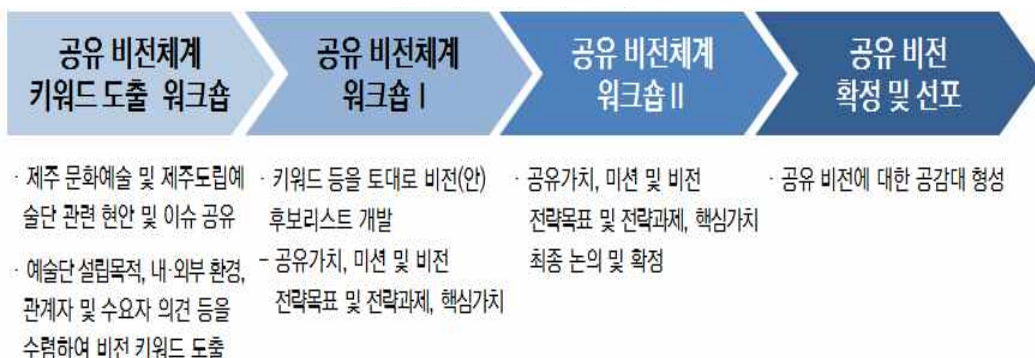 공유 비전체계
키워드 도출 워크숍
공유 비전체계
워크숍 Ⅰ
공유 비전체계
워크숍 Ⅱ
공유 비전
확정 및 선포
· 제주 문화예술 및 제주도립예
술단 관련 현안 및 이슈 공유
· 예술단 설립목적, 내·외부 환경,
관계자 및 수요자 의견 등을
수렴하여 비전 키워드 도출
· 키워드 등을 토대로 비전(안)
후보리스트 개발
- 공유가치, 미션 및 비전
전략목표 및 전략과제, 핵심가치
· 공유가치, 미션 및 비전
전략목표 및 전략과제, 핵심가치
최종 논의 및 확정
· 공유 비전에 대한 공감대 형성